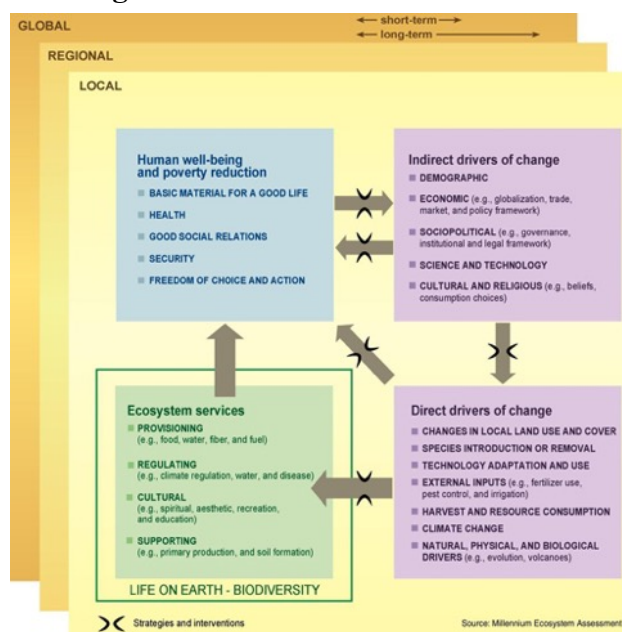 GLOBAL
short-term
long-term
REGIONAL
LOCAL
Human well-being
and poverty reduction
BASIC MATERIAL FOR A GOOD LIFE
HEALTH
GOOD SOCIAL RELATIONS
SECURITY
FREEDOM OF CHOICE AND ACTION
Indirect drivers of change
DEMOGRAPHIC
ECONOMIC (e.g., globalization, trade,
market, and policy framework)
SOCIOPOLITICAL (e.g., governance,
institutional and legal framework)
SCIENCE AND TECHNOLOGY
CULTURAL AND RELIGIOUS (e.g., beliefs,
consumption choices)
Ecosystem services
PROVISIONING
(e.g., food, water, fiber, and fuel)
REGULATING
(e.g., climate regulation, water, and disease)
CULTURAL
(e.g., spiritual, aesthetic, recreation,
and education)
SUPPORTING
(e.g., primary production, and soil formation)
LIFE ON EARTH - BIODIVERSITY
Direct drivers of change
CHANGES IN LOCAL LAND USE AND COVER
SPECIES INTRODUCTION OR REMOVAL
TECHNOLOGY ADAPTATION AND USE
EXTERNAL INPUTS (e.g., fertilizer use,
pest control, and irrigation)
HARVEST AND RESOURCE CONSUMPTION
CLIMATE CHANGE
NATURAL, PHYSICAL, AND BIOLOGICAL
DRIVERS (e.g., evolution, volcanoes)
Strategies and interventions
Source: Millennium Ecosystem Assessment